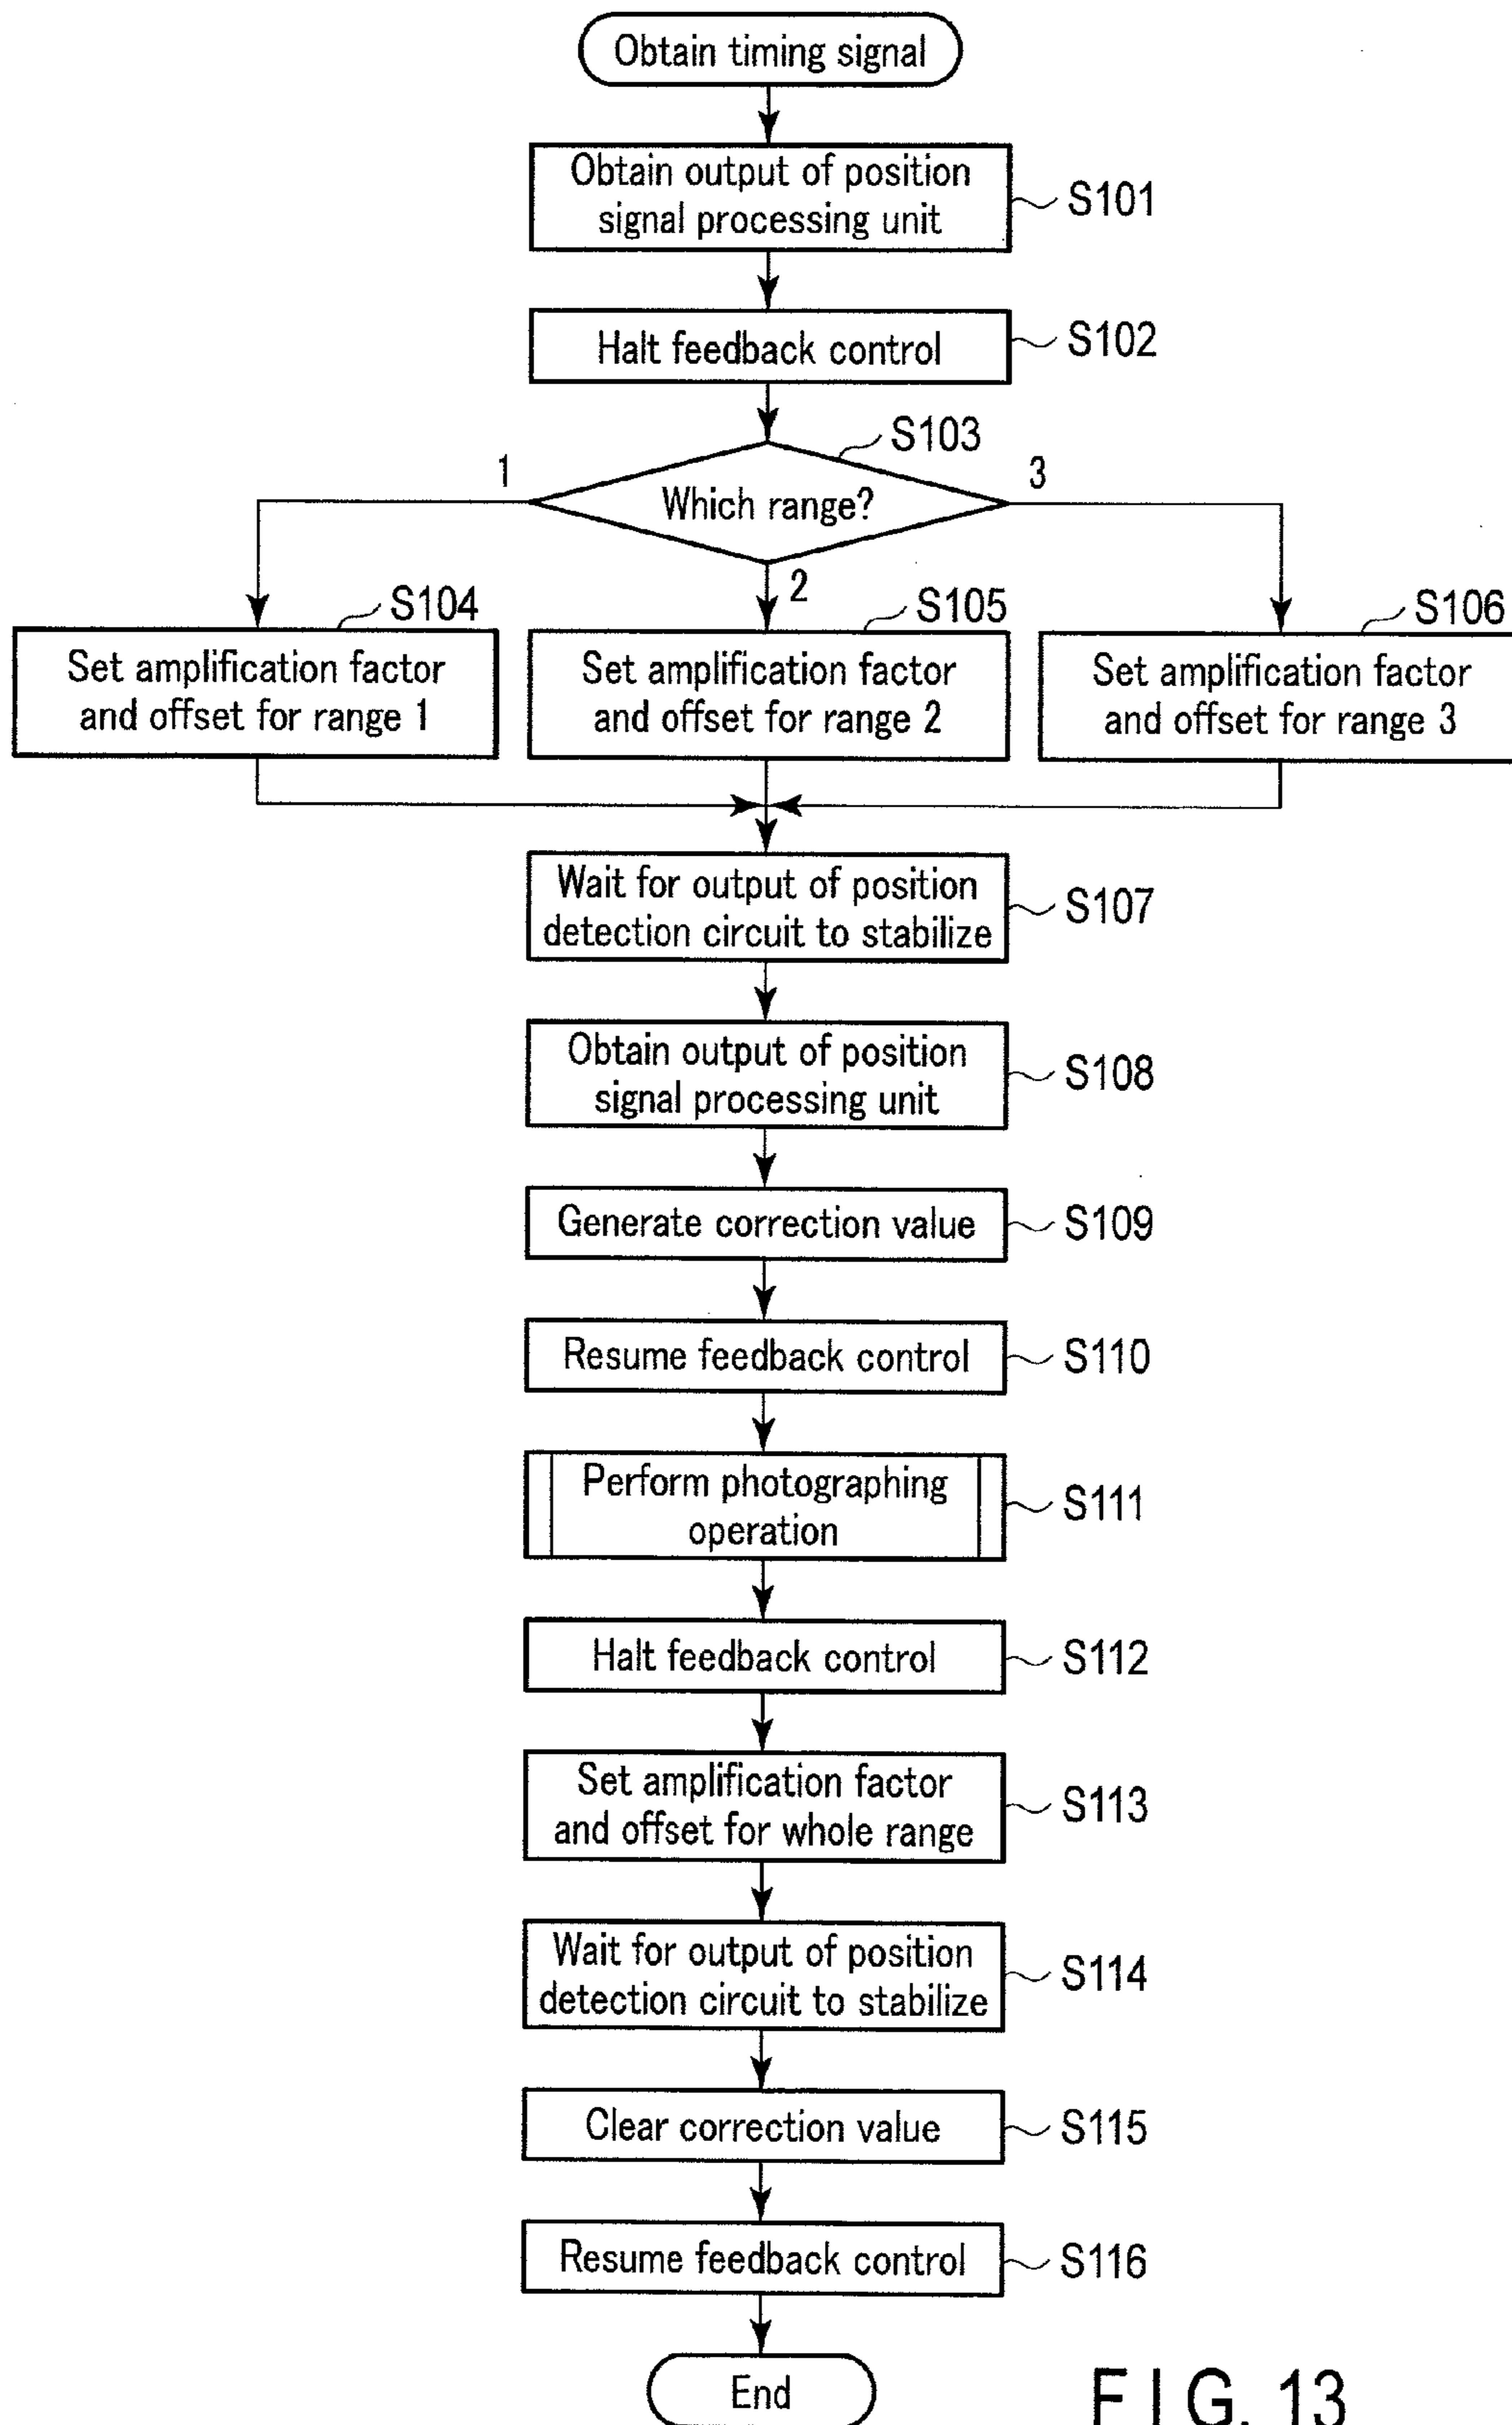 Obtain timing signal
Obtain output of position
signal processing unit
S101
Halt feedback control
S102
S103
1
Which range?
3
2
S104
Set amplification factor
and offset for range 1
S105
Set amplification factor
and offset for range 2
S106
Set amplification factor
and offset for range 3
Wait for output of position
detection circuit to stabilize
S107
Obtain output of position
signal processing unit
S108
Generate correction value
S109
Resume feedback control
S110
Perform photographing
operation
S111
Halt feedback control
S112
Set amplification factor
and offset for whole range
S113
Wait for output of position
detection circuit to stabilize
S114
Clear correction value
S115
Resume feedback control
S116
End
FIG. 13